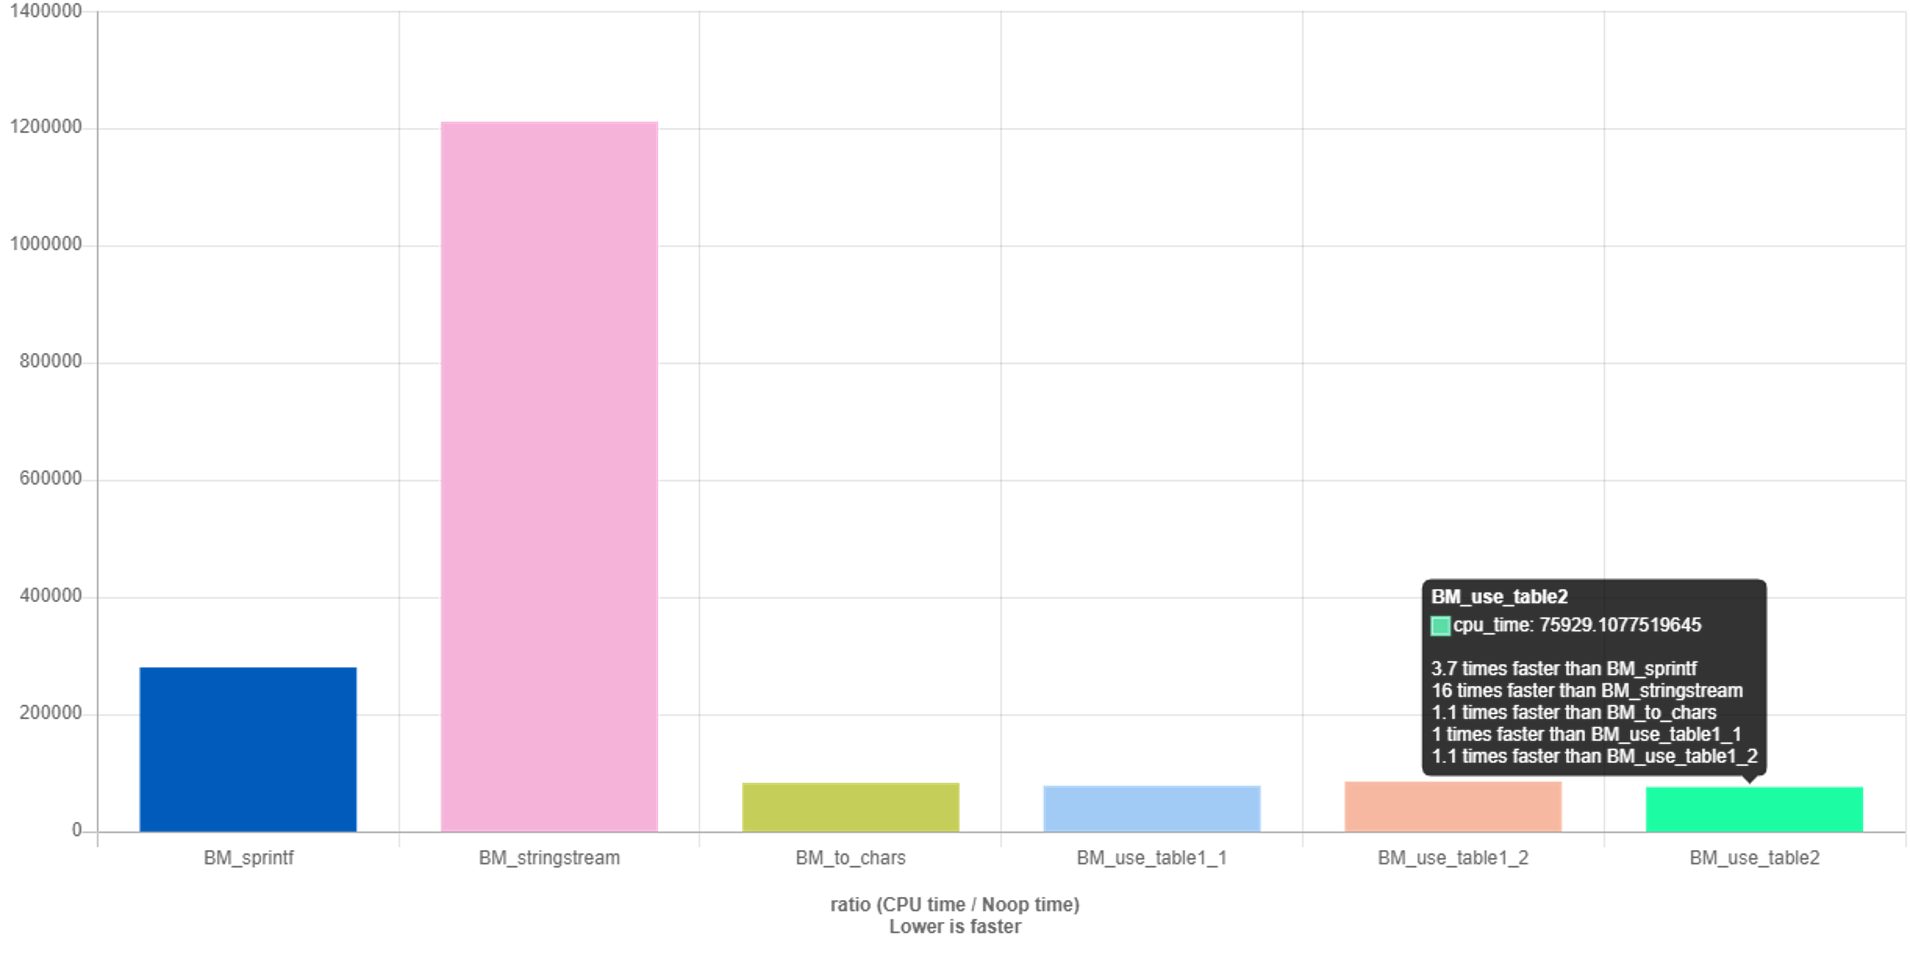 1400000
1200000
1000000
800000
600000
400000
200000
0
BM_use_table2
cpu_time: 75929.1077519645
3.7 times faster than BM_sprintf
16 times faster than BM_stringstream
1.1 times faster than BM_to_chars
1 times faster than BM_use_table1_1
1.1 times faster than BM_use_table1_2
BM_sprintf
BM_stringstream
BM_to_chars
BM_use_table1_1
BM_use_table1_2
BM_use_table2
ratio (CPU time / Noop time)
Lower is faster